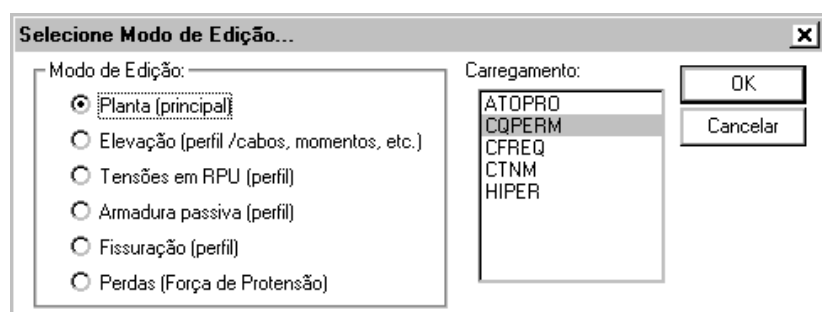 Selecione Modo de Edição...
Modo de Edição:
Planta (principal)
Elevação (perfil /cabos, momentos, etc.)
Tensões em RPU (perfil)
Armadura passiva (perfil)
Fissuração (perfil)
Perdas (Força de Protensão)
Carregamento:
ATOPRO
CQPERM
CFREQ
CTNM
HIPER
OK
Cancelar